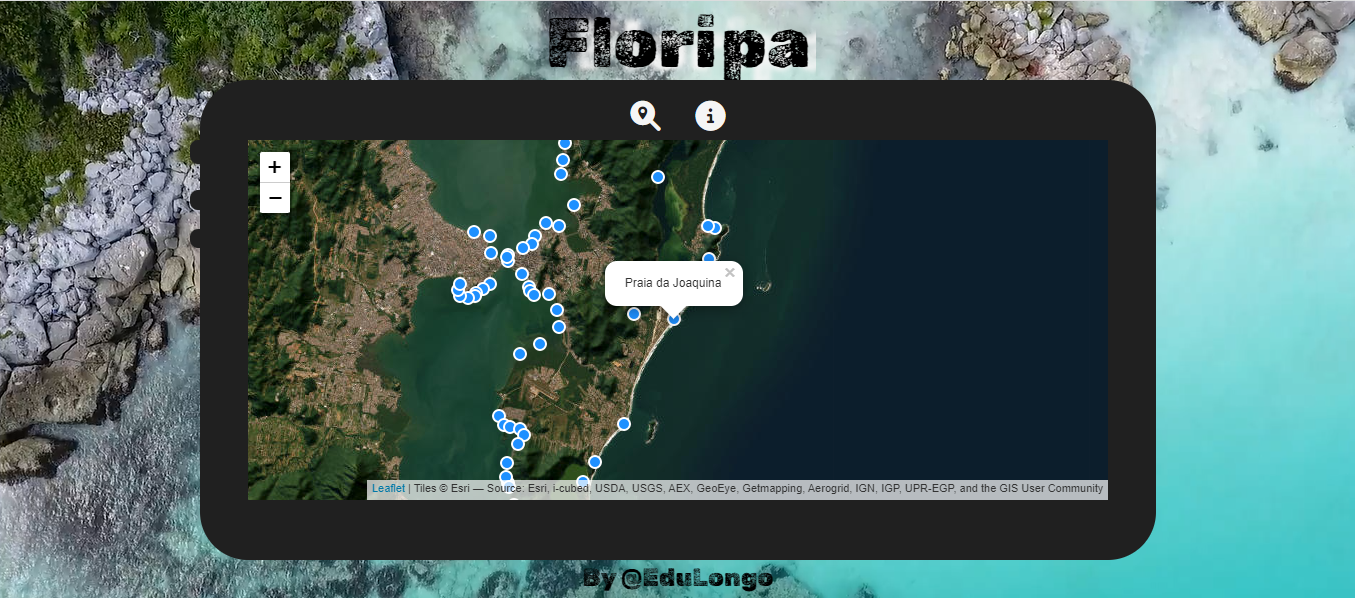 Floripa
+
−
Praia da Joaquina ×
Leaflet | Tiles © Esri — Source: Esri, i-cubed, USDA, USGS, AEX, GeoEye, Getmapping, Aerogrid, IGN, IGP, UPR-EGP, and the GIS User Community
By @EduLongo